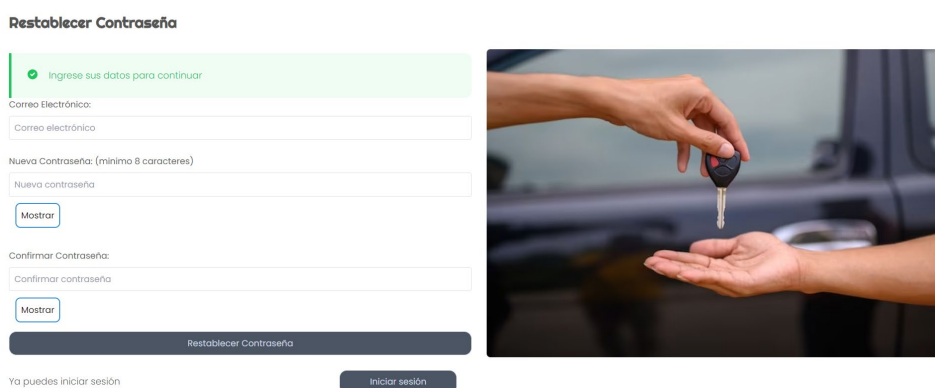 Restablecer Contraseña
Ingrese sus datos para continuar
Correo Electrónico:
Correo electrónico
Nueva Contraseña: (minimo 8 caracteres)
Nueva contraseña
Mostrar
Confirmar Contraseña:
Confirmar contraseña
Mostrar
Restablecer Contraseña
Ya puedes iniciar sesión
Iniciar sesión